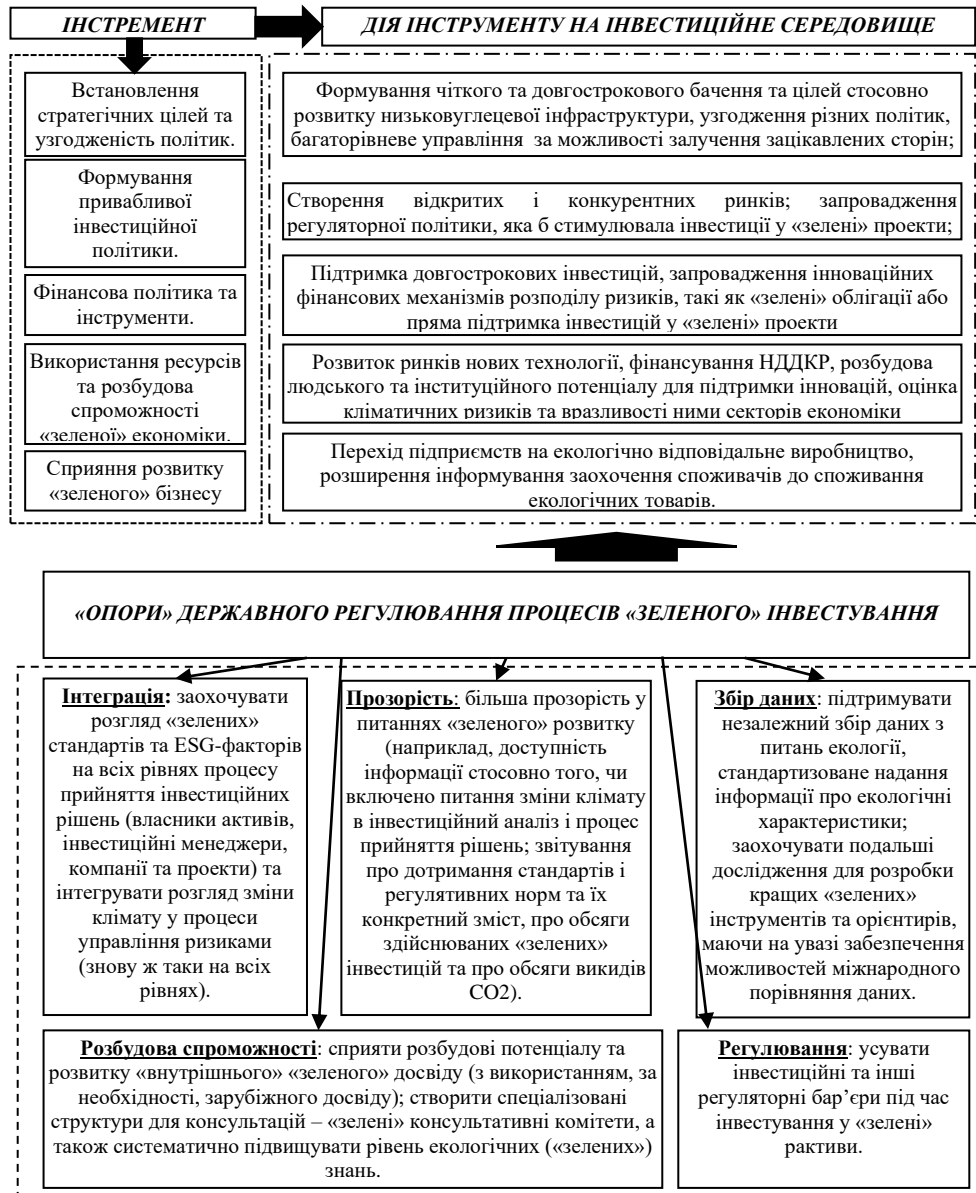 ІНСТРЕМЕНТ
ДІЯ ІНСТРУМЕНТУ НА ІНВЕСТИЦІЙНЕ СЕРЕДОВИЩЕ
Встановлення
стратегічних цілей та
узгодженість політик.
Формування чіткого та довгострокового бачення та цілей стосовно
розвитку низьковуглецевої інфраструктури, узгодження різних політик,
багаторівневе управління за можливості залучення зацікавлених сторін;
Формування
привабливої
інвестиційної
політики.
Створення відкритих і конкурентних ринків; запровадження
регуляторної політики, яка б стимулювала інвестиції у «зелені» проекти;
Фінансова політика та
інструменти.
Підтримка довгострокових інвестицій, запровадження інноваційних
фінансових механізмів розподілу ризиків, такі як «зелені» облігації або
пряма підтримка інвестицій у «зелені» проекти
Використання ресурсів
та розбудова
спроможності
«зеленої» економіки.
Розвиток ринків нових технології, фінансування НДДКР, розбудова
людського та інституційного потенціалу для підтримки інновацій, оцінка
кліматичних ризиків та вразливості ними секторів економіки
Сприяння розвитку
«зеленого» бізнесу
Перехід підприємств на екологічно відповідальне виробництво,
розширення інформування заохочення споживачів до споживання
екологічних товарів.
«ОПОРИ» ДЕРЖАВНОГО РЕГУЛЮВАННЯ ПРОЦЕСІВ «ЗЕЛЕНОГО» ІНВЕСТУВАННЯ
Інтеграція: заохочувати
розгляд «зелених»
стандартів та ESG-факторів
на всіх рівнях процесу
прийняття інвестиційних
рішень (власники активів,
інвестиційні менеджери,
компанії та проекти) та
інтегрувати розгляд зміни
клімату у процеси
управління ризиками
(знову ж таки на всіх
рівнях).
Прозорість: більша прозорість у
питаннях «зеленого» розвитку
(наприклад, доступність
інформації стосовно того, чи
включено питання зміни клімату
в інвестиційний аналіз і процес
прийняття рішень; звітування
про дотримання стандартів і
регулятивних норм та їх
конкретний зміст, про обсяги
здійснюваних «зелених»
інвестицій та про обсяги викидів
СО2).
Збір даних: підтримувати
незалежний збір даних з
питань екології,
стандартизоване надання
інформації про екологічні
характеристики;
заохочувати подальші
дослідження для розробки
кращих «зелених»
інструментів та орієнтирів,
маючи на увазі забезпечення
можливостей міжнародного
порівняння даних.
Розбудова спроможності: сприяти розбудові потенціалу та
розвитку «внутрішнього» «зеленого» досвіду (з використанням, за
необхідності, зарубіжного досвіду); створити спеціалізовані
структури для консультацій – «зелені» консультативні комітети, а
також систематично підвищувати рівень екологічних («зелених»)
знань.
Регулювання: усувати
інвестиційні та інші
регуляторні бар’єри під час
інвестування у «зелені»
рактиви.